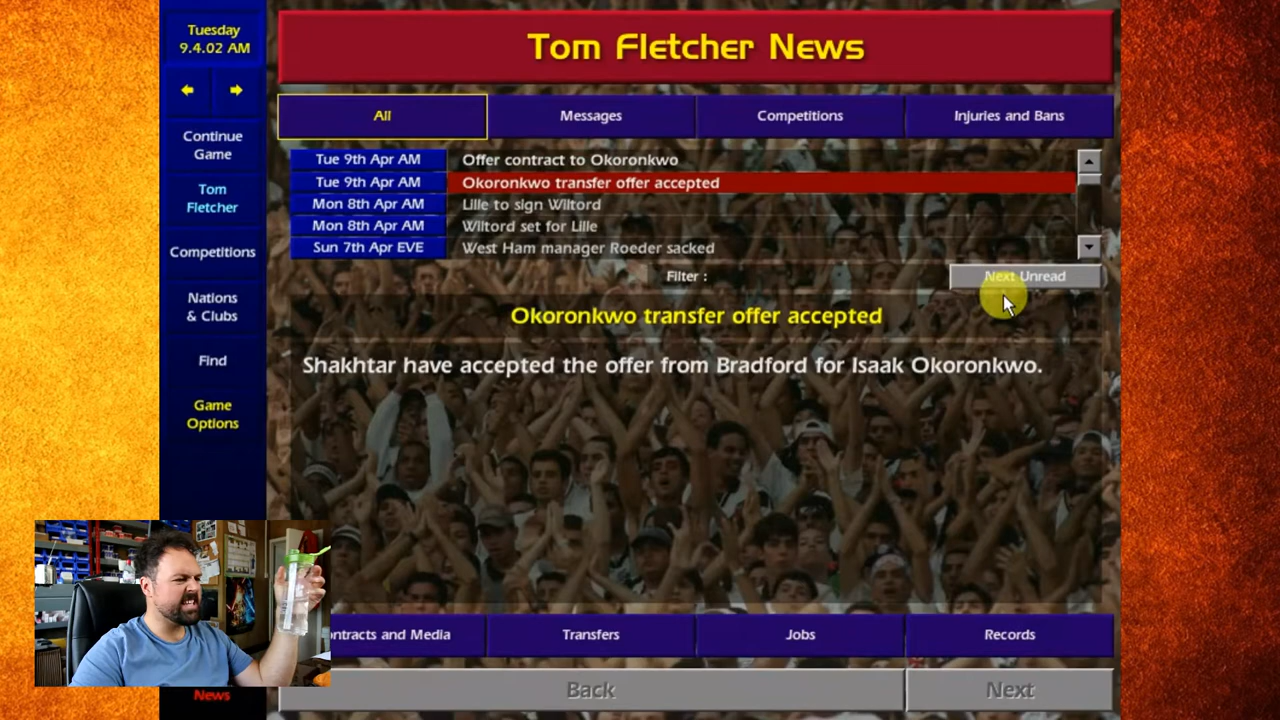 Tuesday
9.4.02 AM
Tom Fletcher News
All
Messages
Competitions
Injuries and Bans
Continue
Game
Tom
Fletcher
Competitions
Nations
& Clubs
Find
Game
Options
News
Tue 9th Apr AM Offer contract to Okoronkwo
Tue 9th Apr AM Okoronkwo transfer offer accepted
Mon 8th Apr AM Lille to sign Wiltord
Mon 8th Apr AM Wiltord set for Lille
Sun 7th Apr EVE West Ham manager Roeder sacked
Filter :
Next Unread
Okoronkwo transfer offer accepted
Shakhtar have accepted the offer from Bradford for Isaak Okoronkwo.
ntracts and Media
Transfers
Jobs
Records
Back
Next